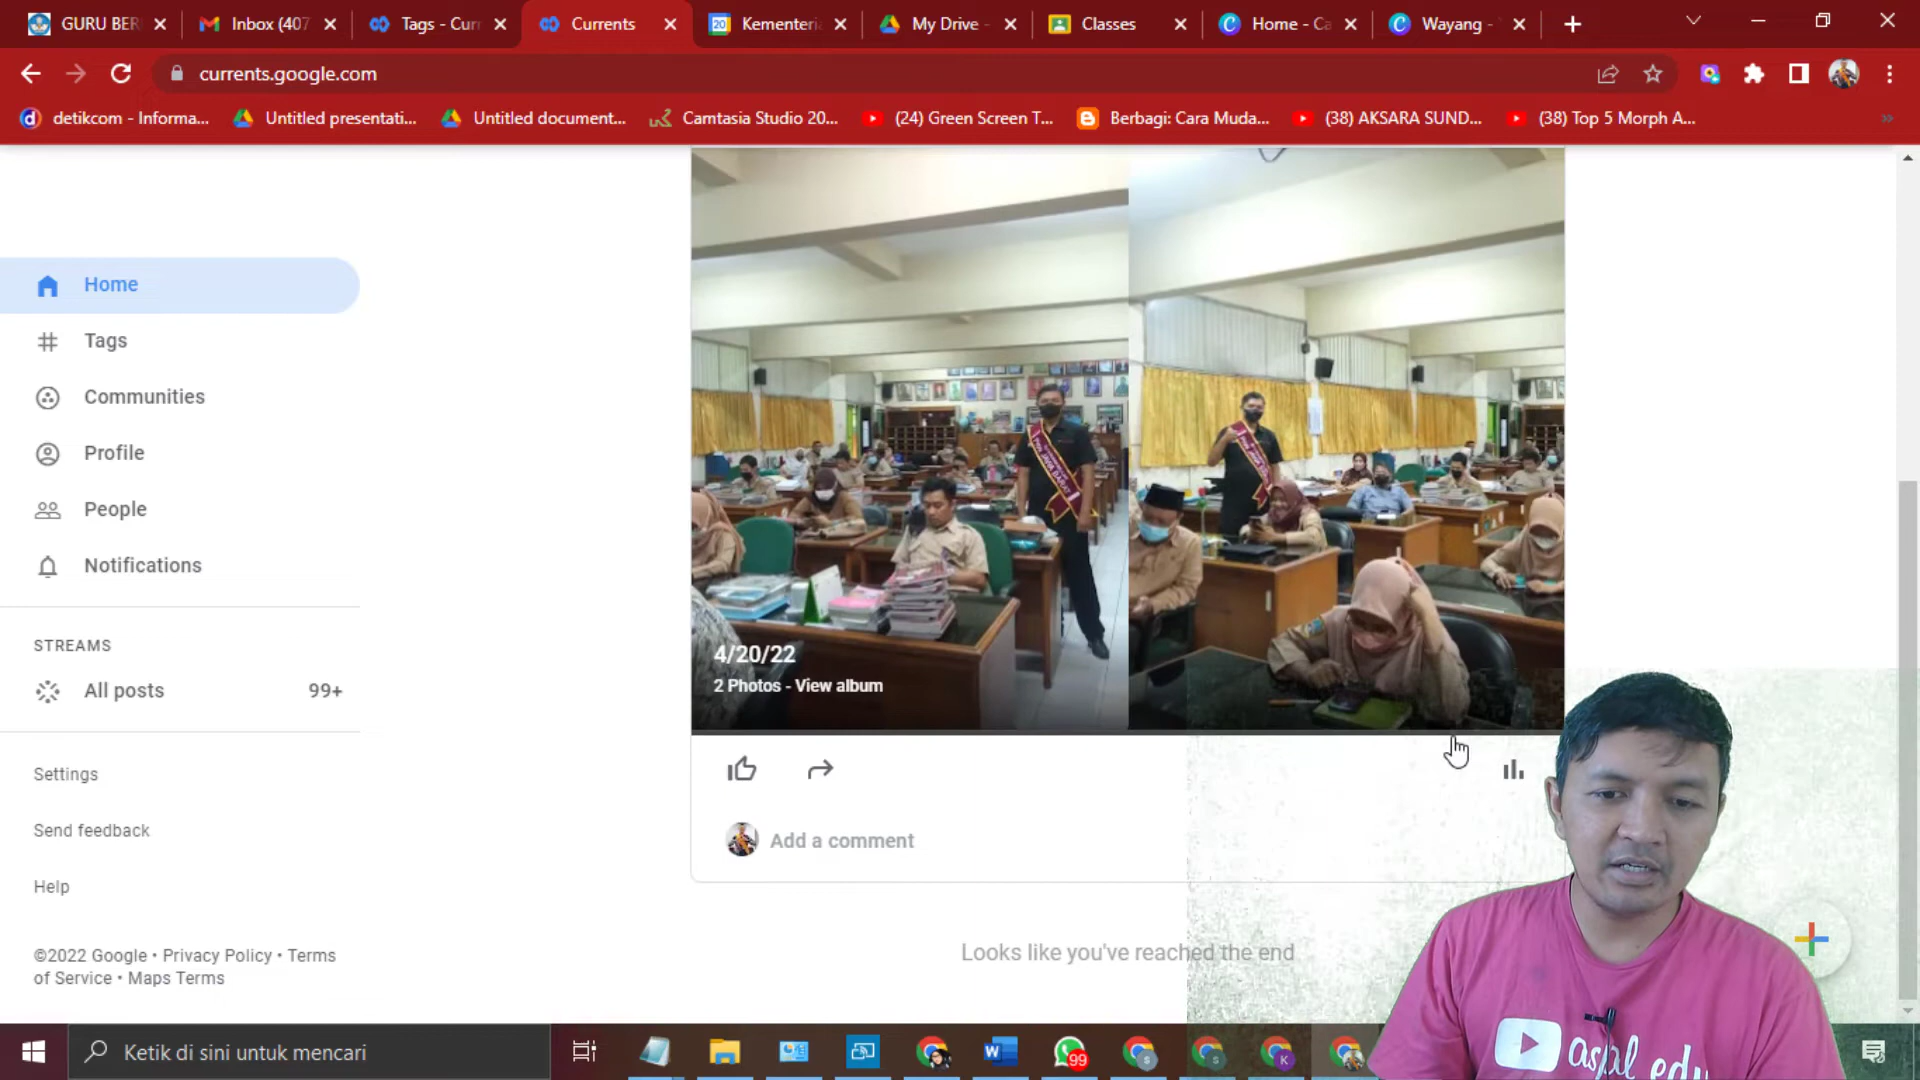 GURU BER
Inbox (407
Tags - Curr
Currents
Kementeri
My Drive -
Classes
Home - Ca
Wayang -
currents.google.com
detikcom - Informa...
Untitled presentati...
Untitled document...
Camtasia Studio 20...
(24) Green Screen T...
Berbagi: Cara Muda...
(38) AKSARA SUND...
(38) Top 5 Morph A...
Home
Tags
Communities
Profile
People
Notifications
STREAMS
All posts 99+
Settings
Send feedback
Help
©2022 Google • Privacy Policy • Terms
of Service • Maps Terms
4/20/22
2 Photos - View album
Add a comment
Looks like you've reached the end
Ketik di sini untuk mencari
99